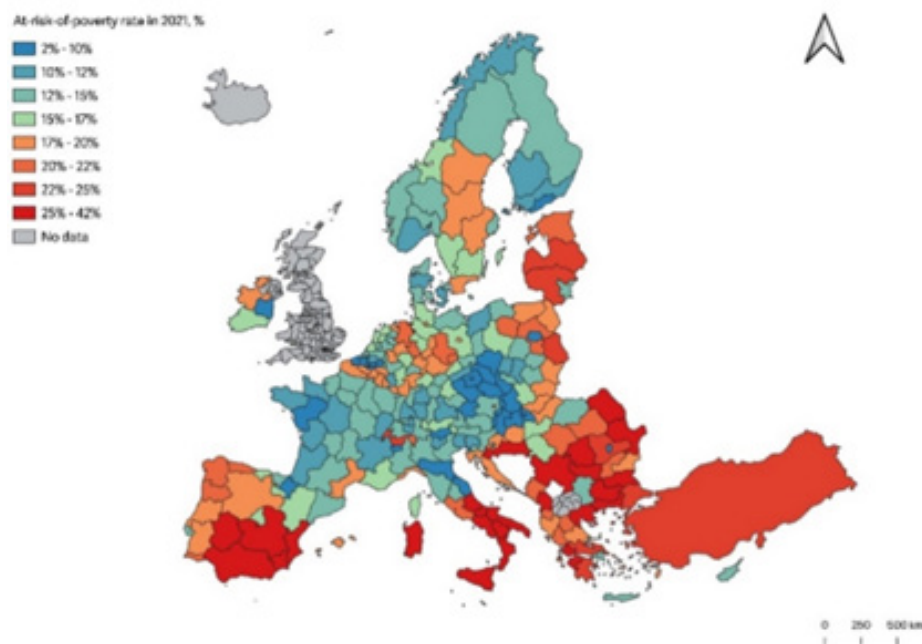 At-risk-of-poverty rate in 2021, %
2% - 10%
10% - 12%
12% - 15%
15% - 17%
17% - 20%
20% - 22%
22% - 25%
25% - 42%
No data
0 250 500 km